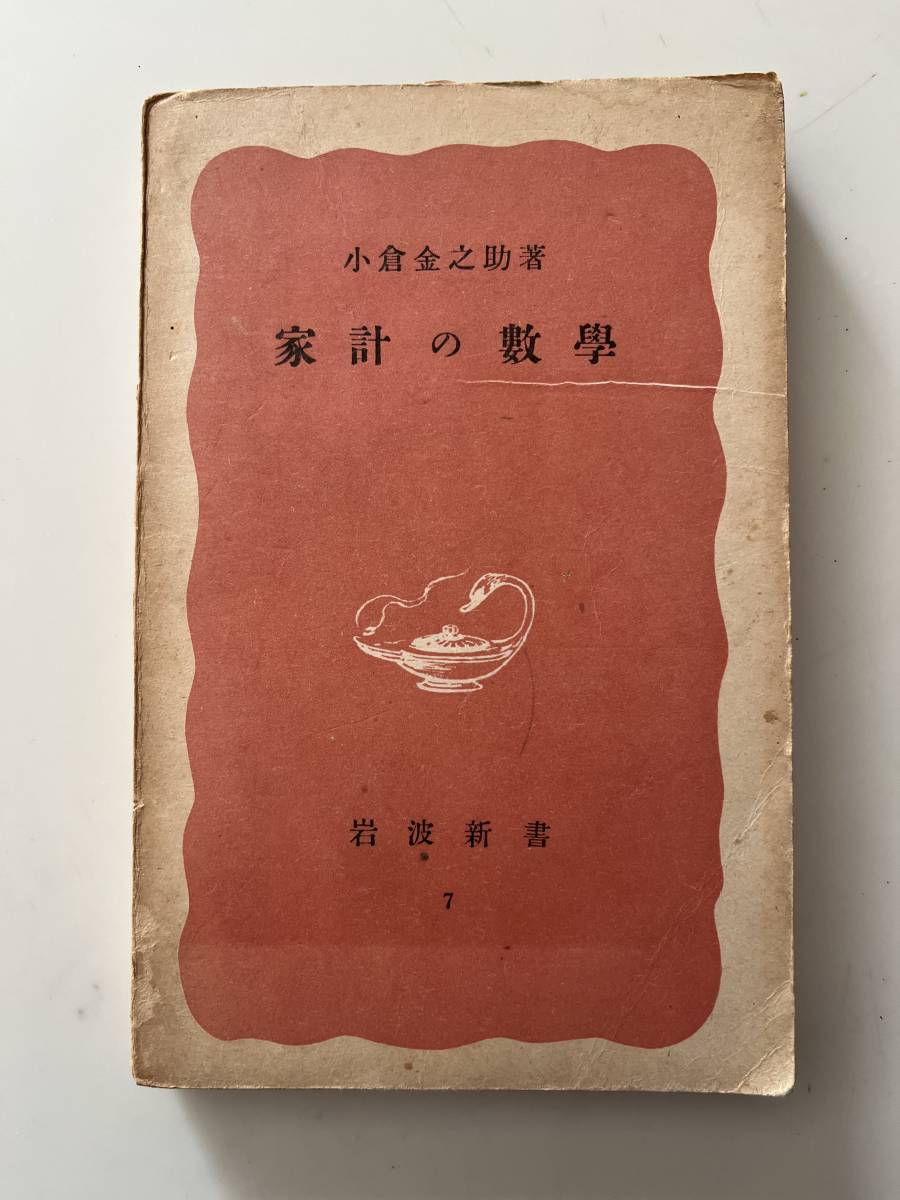 小倉金之助著
家計の數學
岩波新書
7